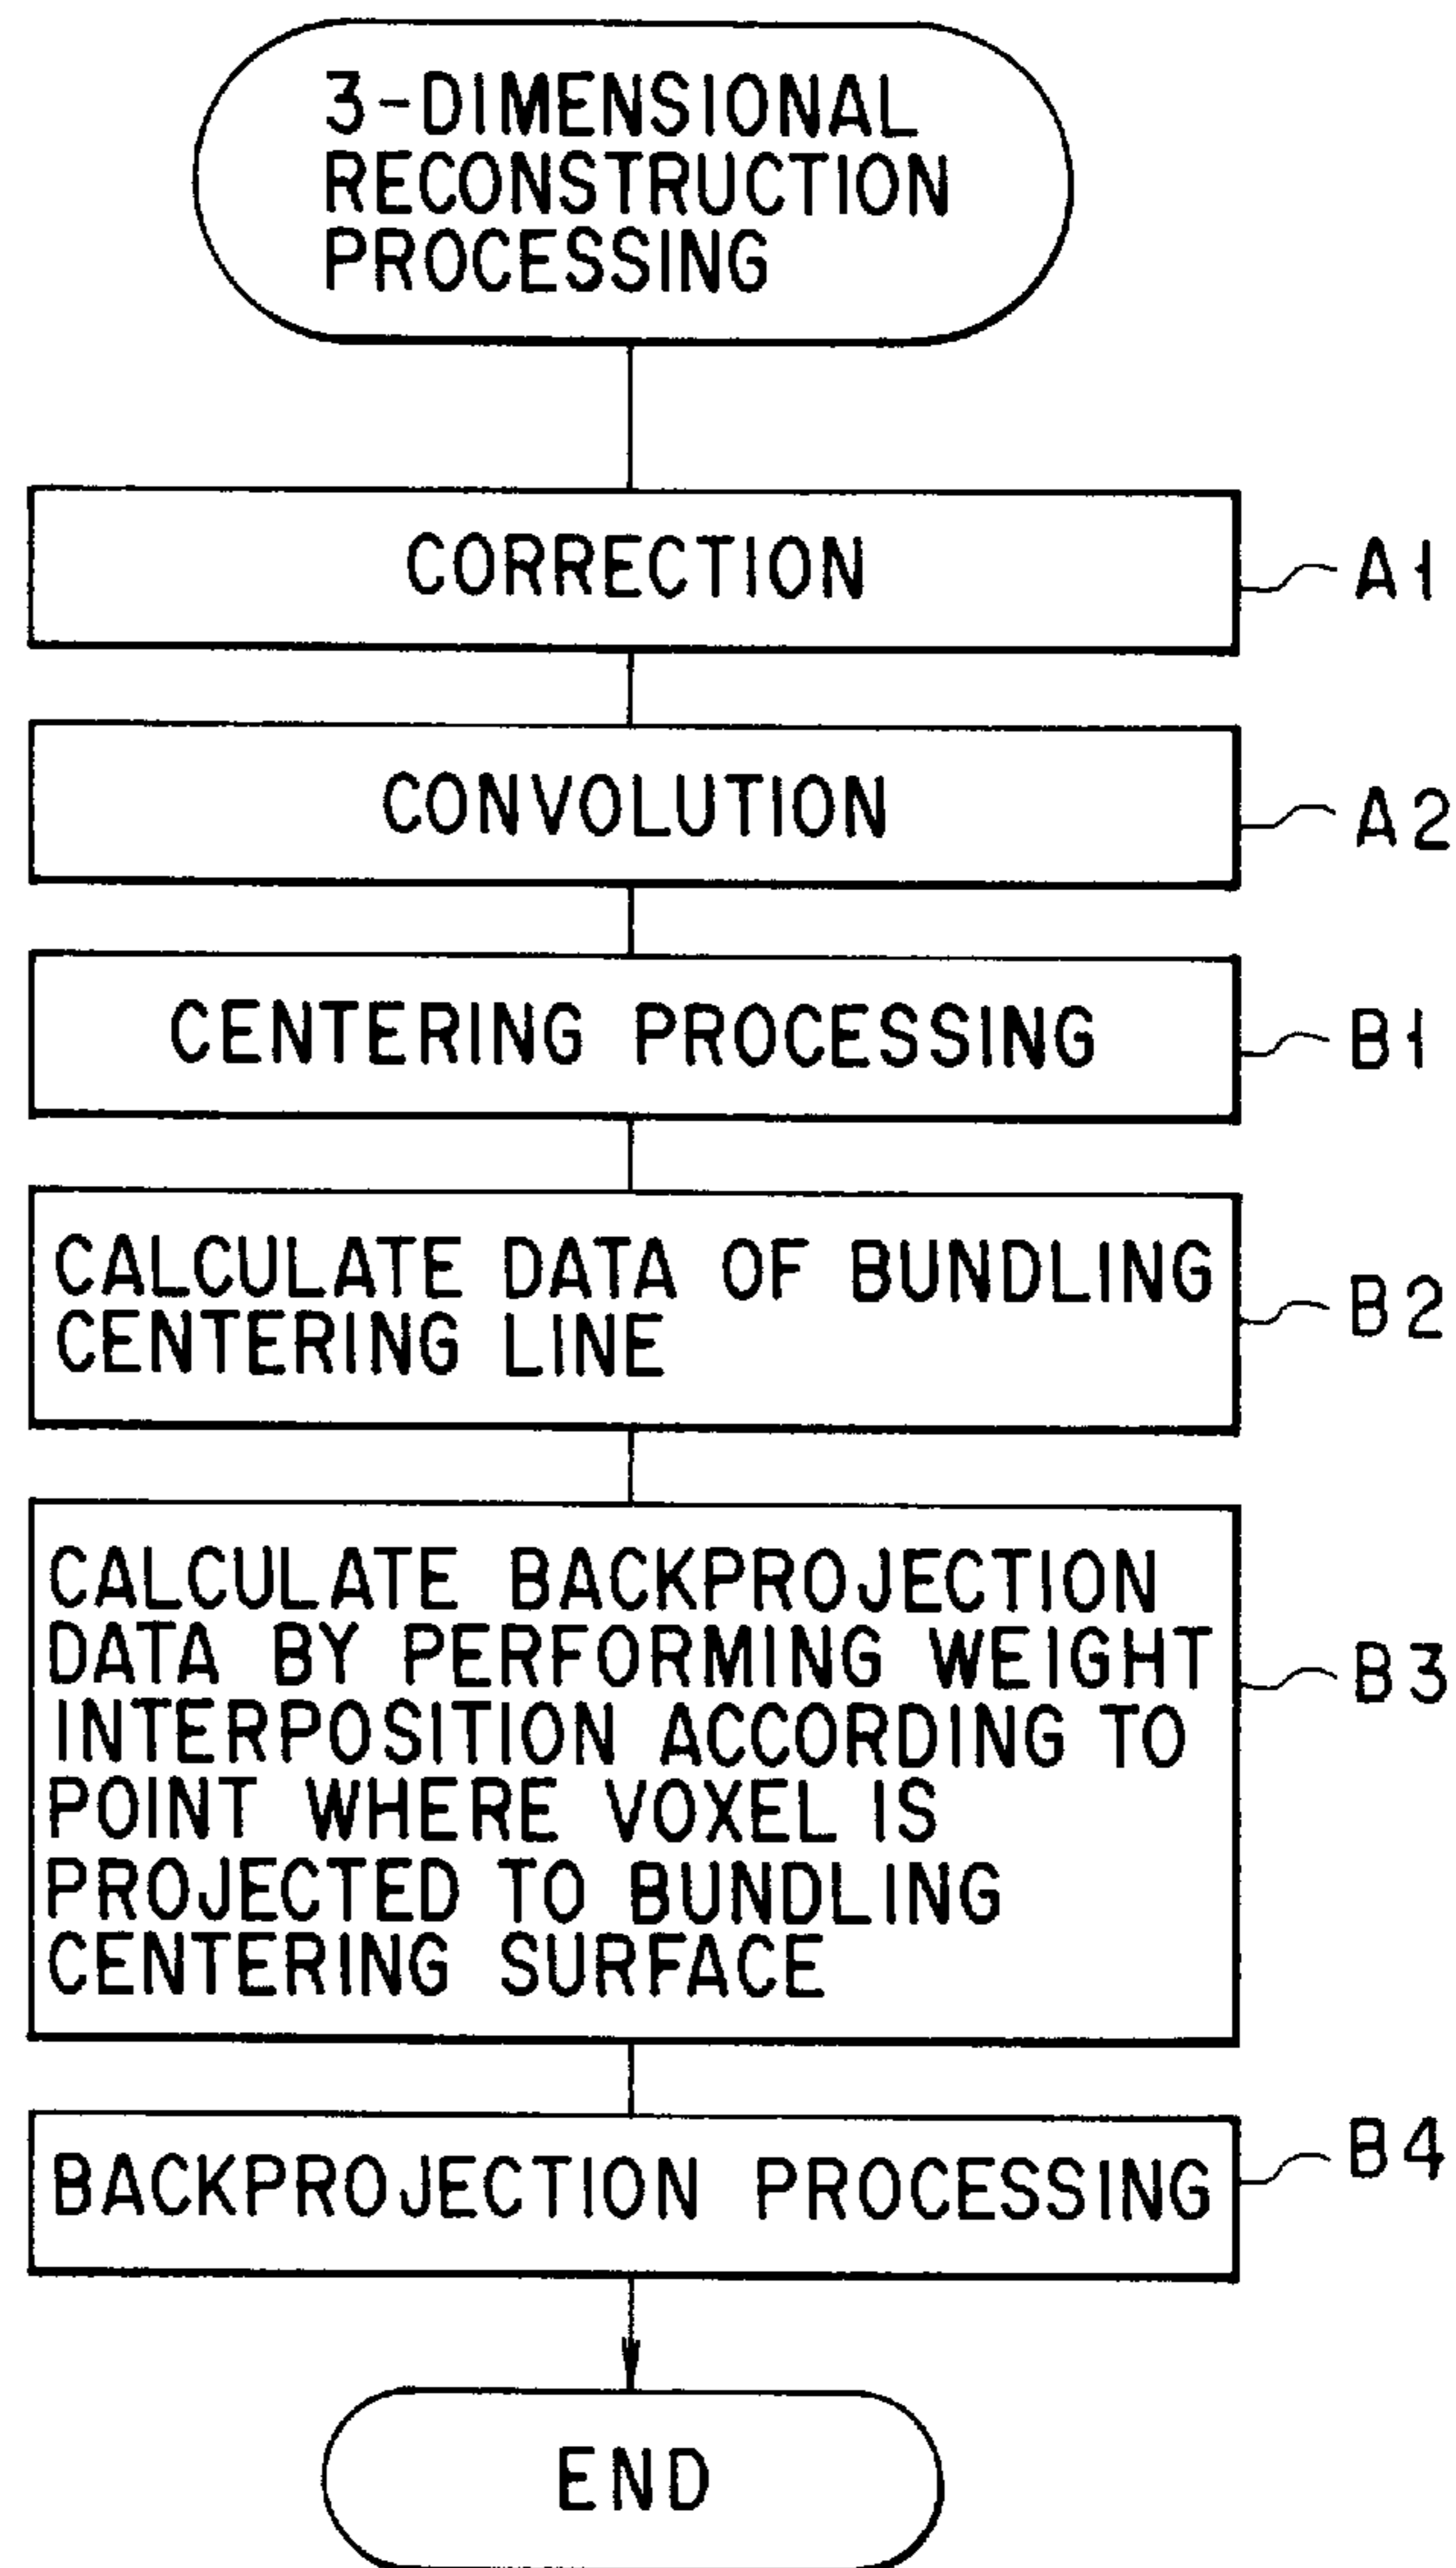 3-DIMENSIONAL
RECONSTRUCTION
PROCESSING
CORRECTION
A1
CONVOLUTION
A2
CENTERING PROCESSING
B1
CALCULATE DATA OF BUNDLING
CENTERING LINE
B2
CALCULATE BACKPROJECTION
DATA BY PERFORMING WEIGHT
INTERPOSITION ACCORDING TO
POINT WHERE VOXEL IS
PROJECTED TO BUNDLING
CENTERING SURFACE
B3
BACKPROJECTION PROCESSING
B4
END